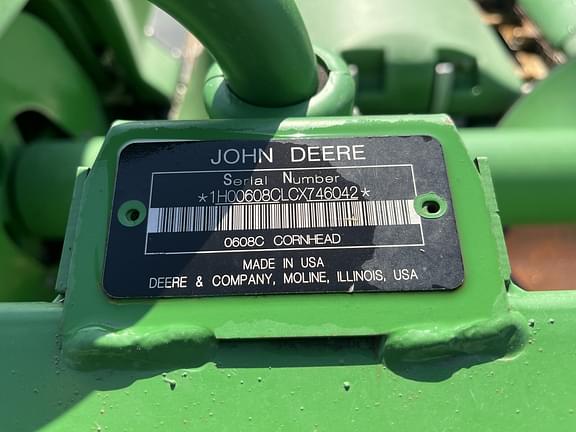 JOHN DEERE
Serial Number
*1H00608CLCX746042*
0608C CORNHEAD
MADE IN USA
DEERE & COMPANY, MOLINE, ILLINOIS, USA